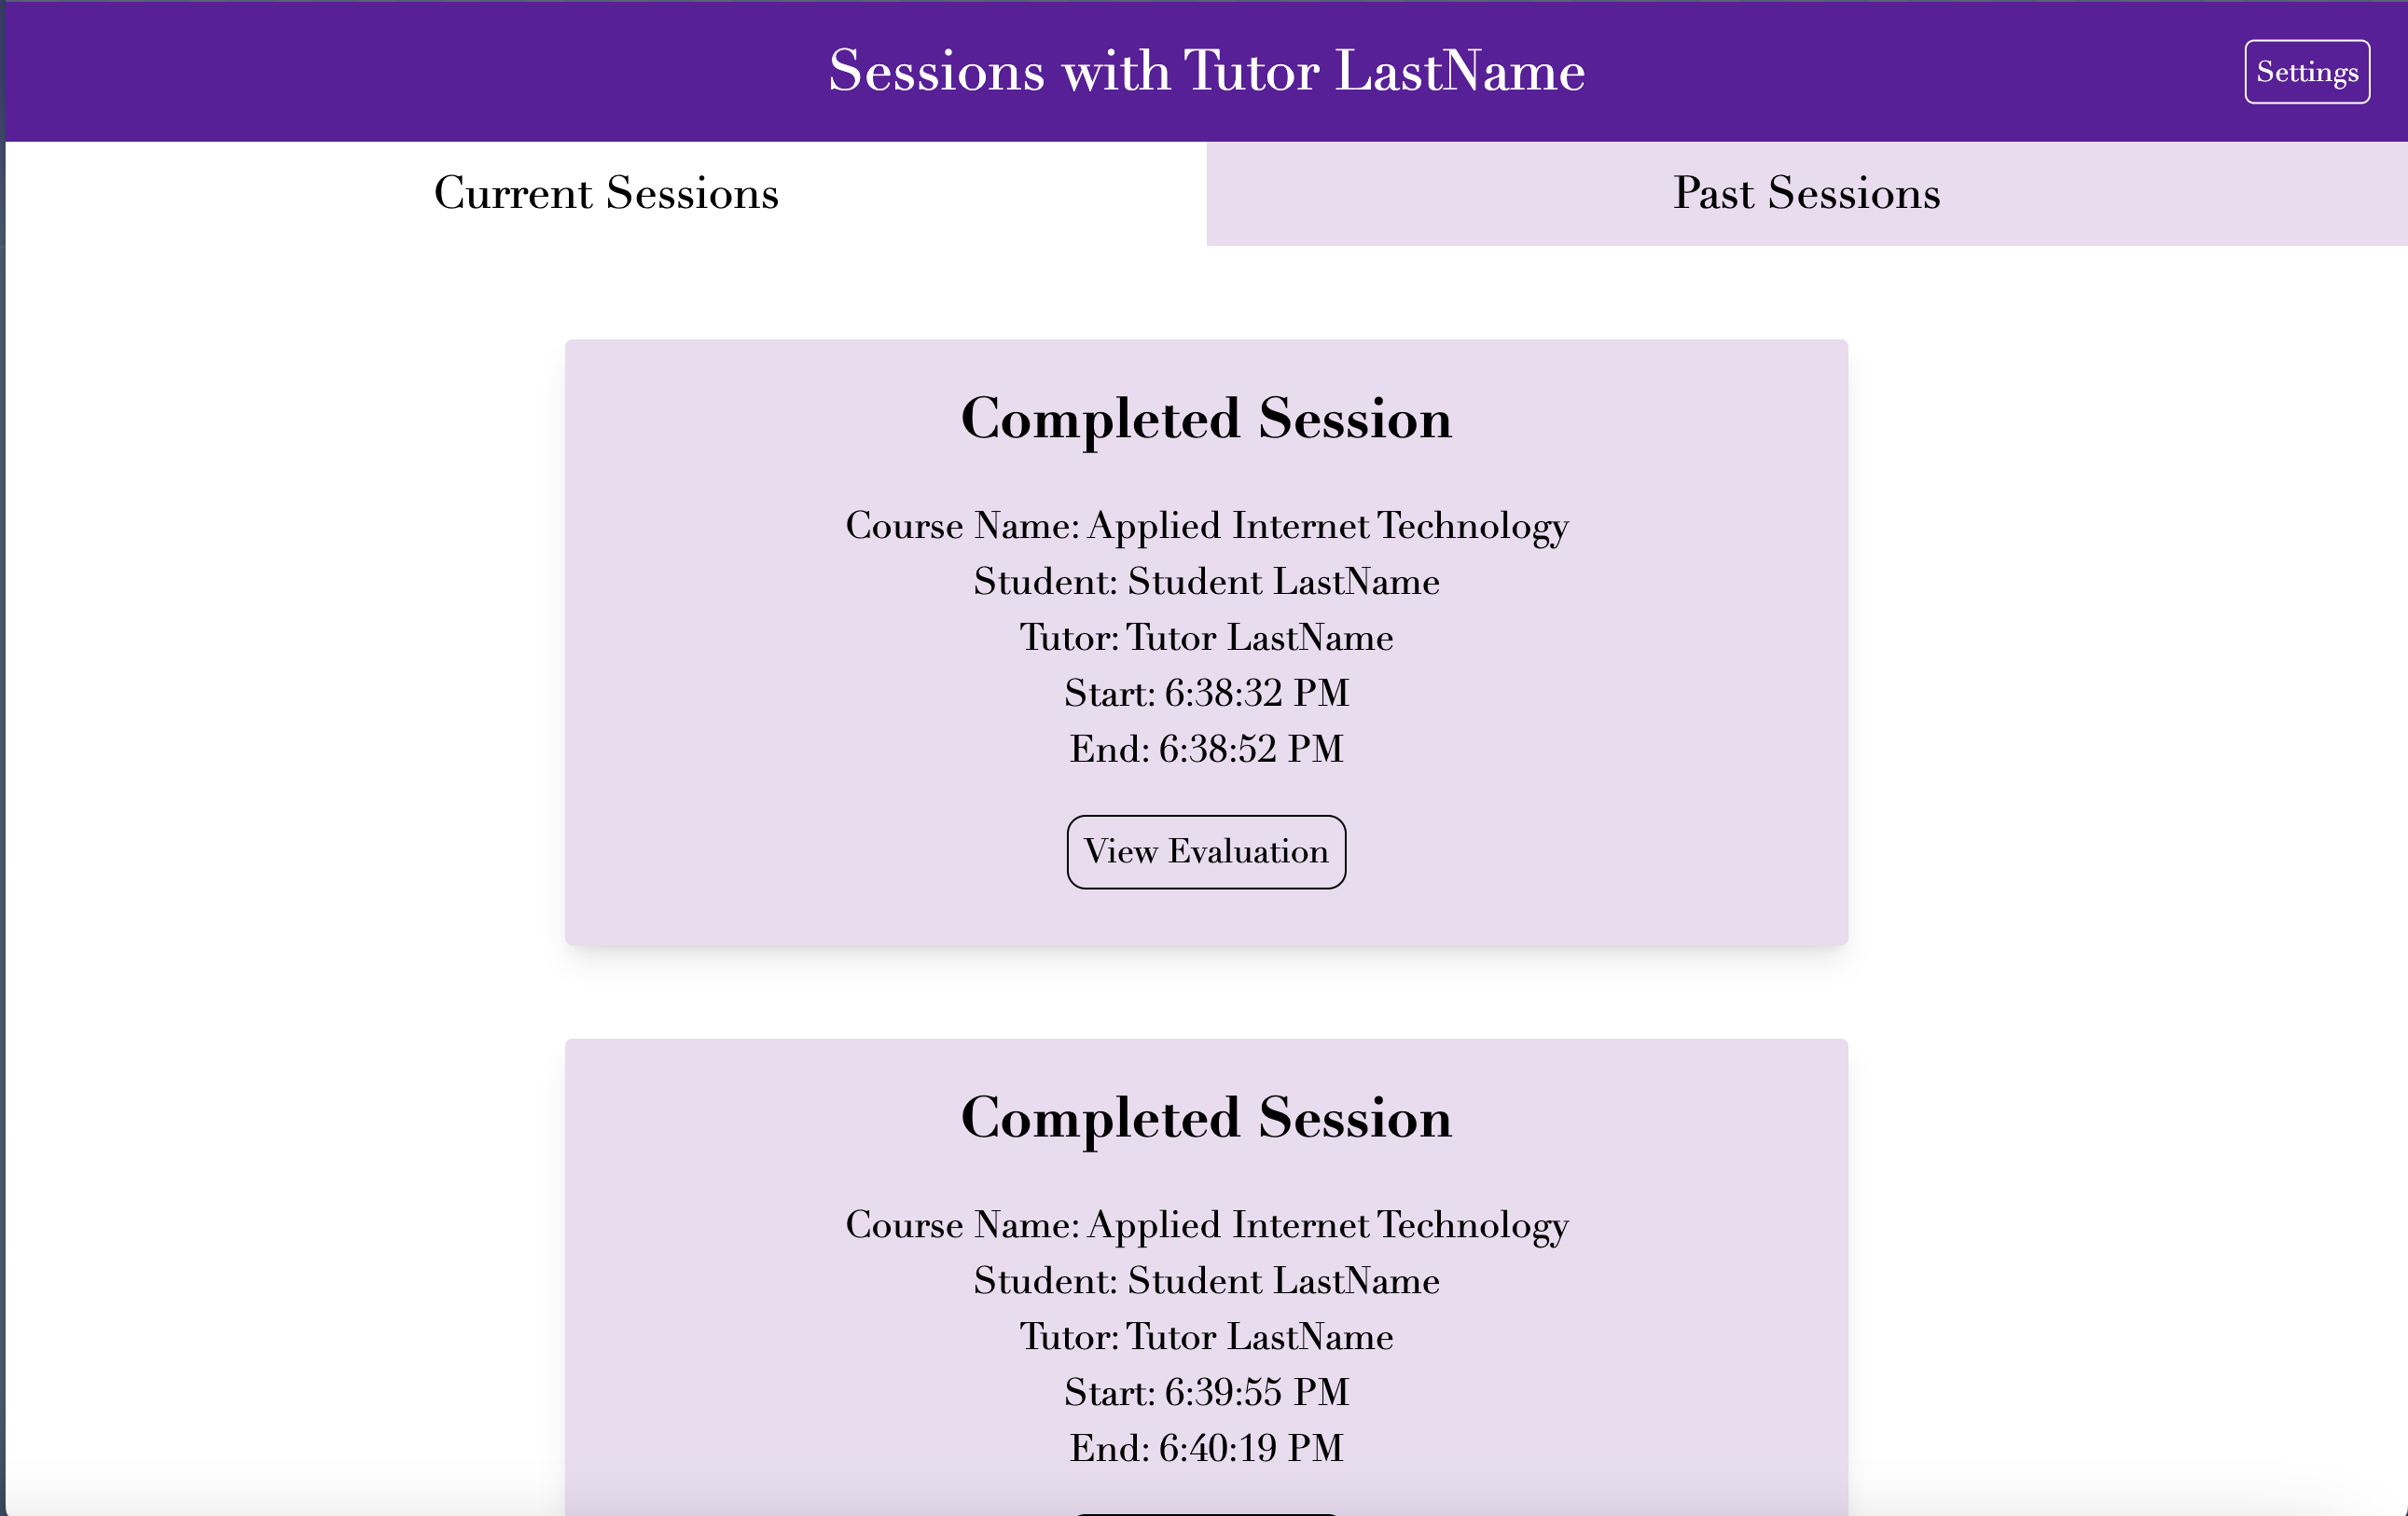 Sessions with Tutor LastName
Settings
Current Sessions
Past Sessions
Completed Session
Course Name: Applied Internet Technology
Student: Student LastName
Tutor: Tutor LastName
Start: 6:38:32 PM
End: 6:38:52 PM
View Evaluation
Completed Session
Course Name: Applied Internet Technology
Student: Student LastName
Tutor: Tutor LastName
Start: 6:39:55 PM
End: 6:40:19 PM